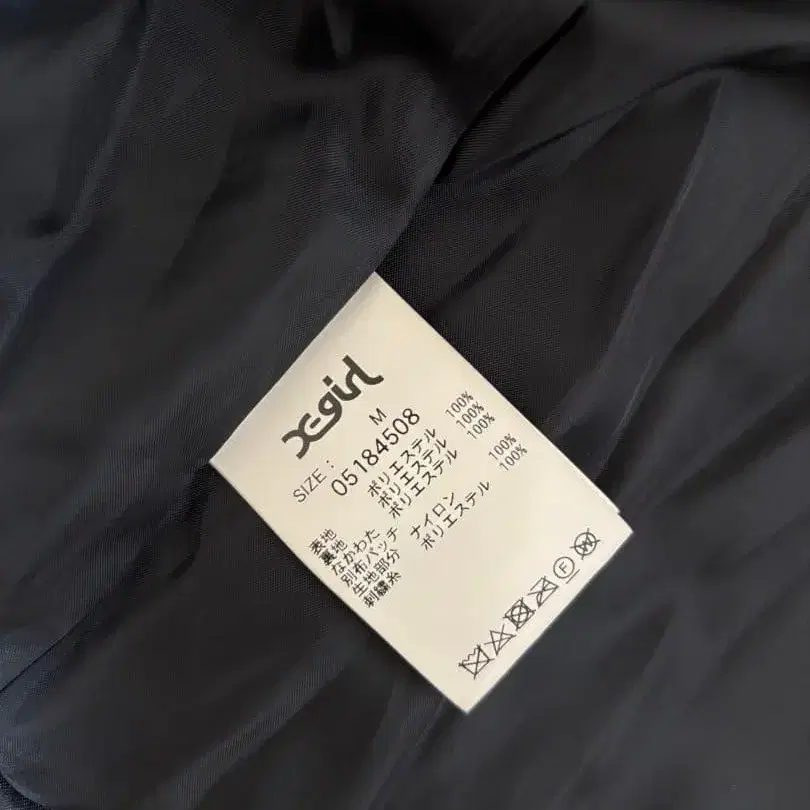 X-girl
SIZE: M
05184508
表地 ポリエステル 100%
裏地 ポリエステル 100%
なかわた ポリエステル 100%
別布パッチ
生地部分 ナイロン 100%
刺繍糸 ポリエステル 100%
F
W